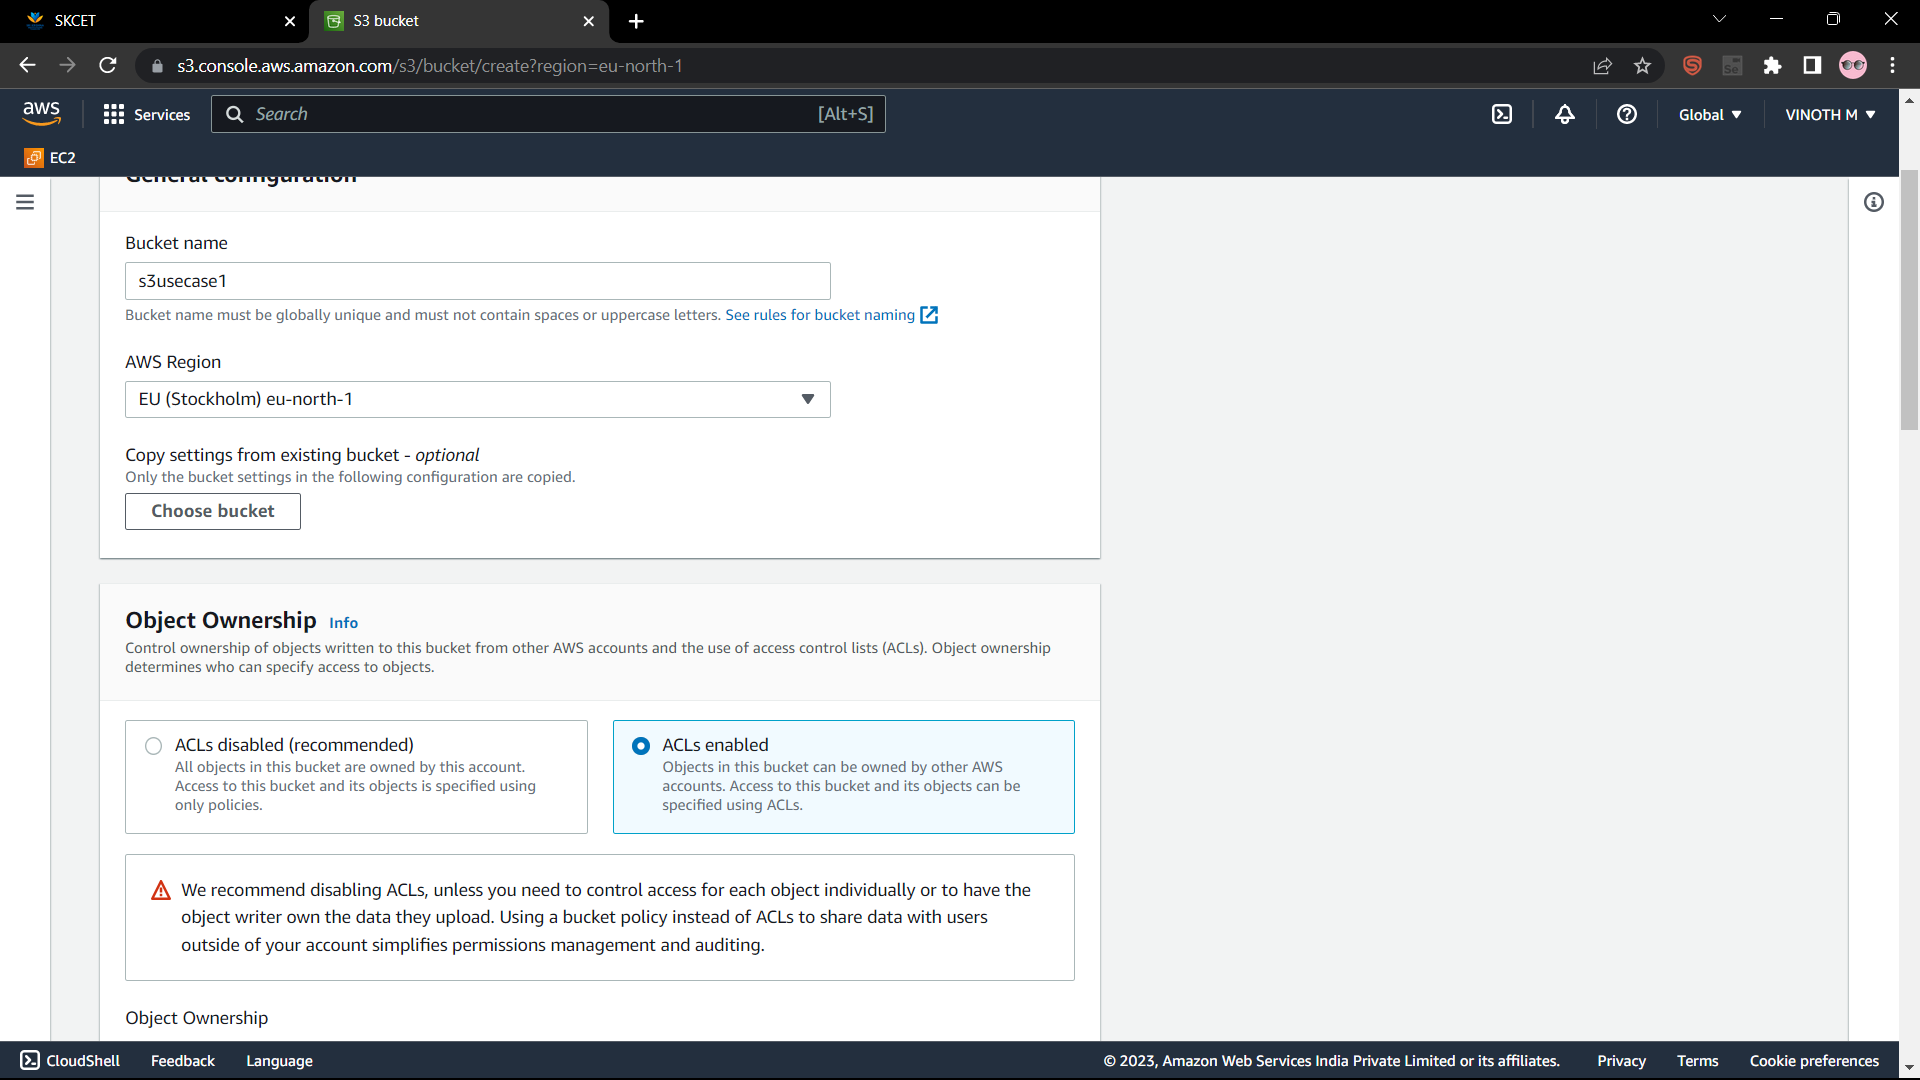 SKCET
S3 bucket
s3.console.aws.amazon.com/s3/bucket/create?region=eu-north-1
aws
Services
Search
[Alt+S]
Global
VINOTH M
EC2
General configuration
Bucket name
s3usecase1
Bucket name must be globally unique and must not contain spaces or uppercase letters. See rules for bucket naming
AWS Region
EU (Stockholm) eu-north-1
Copy settings from existing bucket - optional
Only the bucket settings in the following configuration are copied.
Choose bucket
Object Ownership Info
Control ownership of objects written to this bucket from other AWS accounts and the use of access control lists (ACLs). Object ownership
determines who can specify access to objects.
ACLs disabled (recommended)
All objects in this bucket are owned by this account.
Access to this bucket and its objects is specified using
only policies.
ACLs enabled
Objects in this bucket can be owned by other AWS
accounts. Access to this bucket and its objects can be
specified using ACLs.
We recommend disabling ACLs, unless you need to control access for each object individually or to have the
object writer own the data they upload. Using a bucket policy instead of ACLs to share data with users
outside of your account simplifies permissions management and auditing.
Object Ownership
CloudShell
Feedback
Language
© 2023, Amazon Web Services India Private Limited or its affiliates.
Privacy
Terms
Cookie preferences